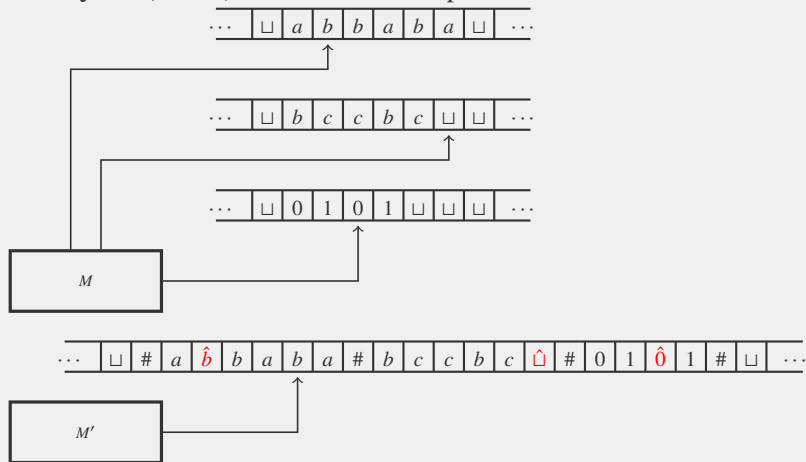 ⋯ ⊔ a b b a b a ⊔ ⋯
⋯ ⊔ b c c b c ⊔ ⊔ ⋯
⋯ ⊔ 0 1 0 1 ⊔ ⊔ ⊔ ⋯
M
⋯ ⊔ # a b̂ b a b a # b c c b c ⊔̂ # 0 1 0̂ 1 # ⊔ ⋯
M′